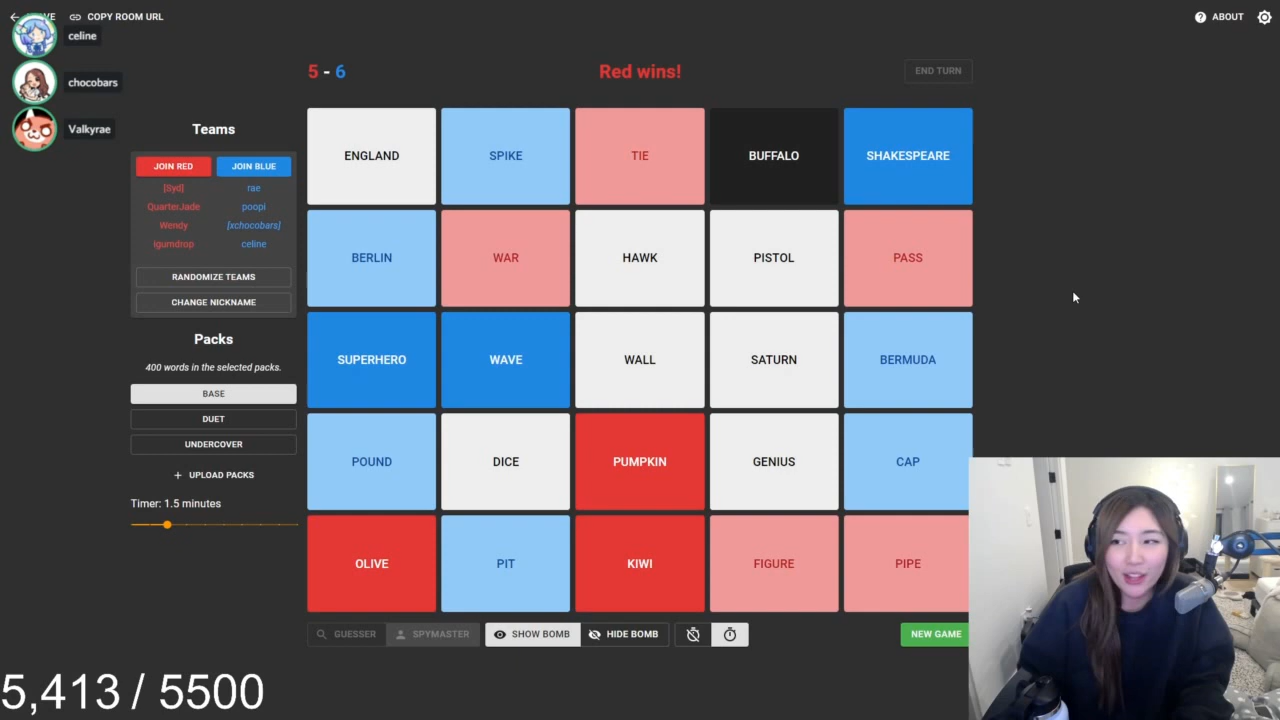 COPY ROOM URL
ABOUT
celine
chocobars
Valkyrae
5 - 6
Red wins!
END TURN
Teams
JOIN RED
JOIN BLUE
[Syd]
rae
QuarterJade
poopi
Wendy
[xchocobars]
igumdrop
celine
RANDOMIZE TEAMS
CHANGE NICKNAME
Packs
400 words in the selected packs.
BASE
DUET
UNDERCOVER
+ UPLOAD PACKS
Timer: 1.5 minutes
ENGLAND
SPIKE
TIE
BUFFALO
SHAKESPEARE
BERLIN
WAR
HAWK
PISTOL
PASS
SUPERHERO
WAVE
WALL
SATURN
BERMUDA
POUND
DICE
PUMPKIN
GENIUS
CAP
OLIVE
PIT
KIWI
FIGURE
PIPE
GUESSER
SPYMASTER
SHOW BOMB
HIDE BOMB
NEW GAME
5,413 / 5500